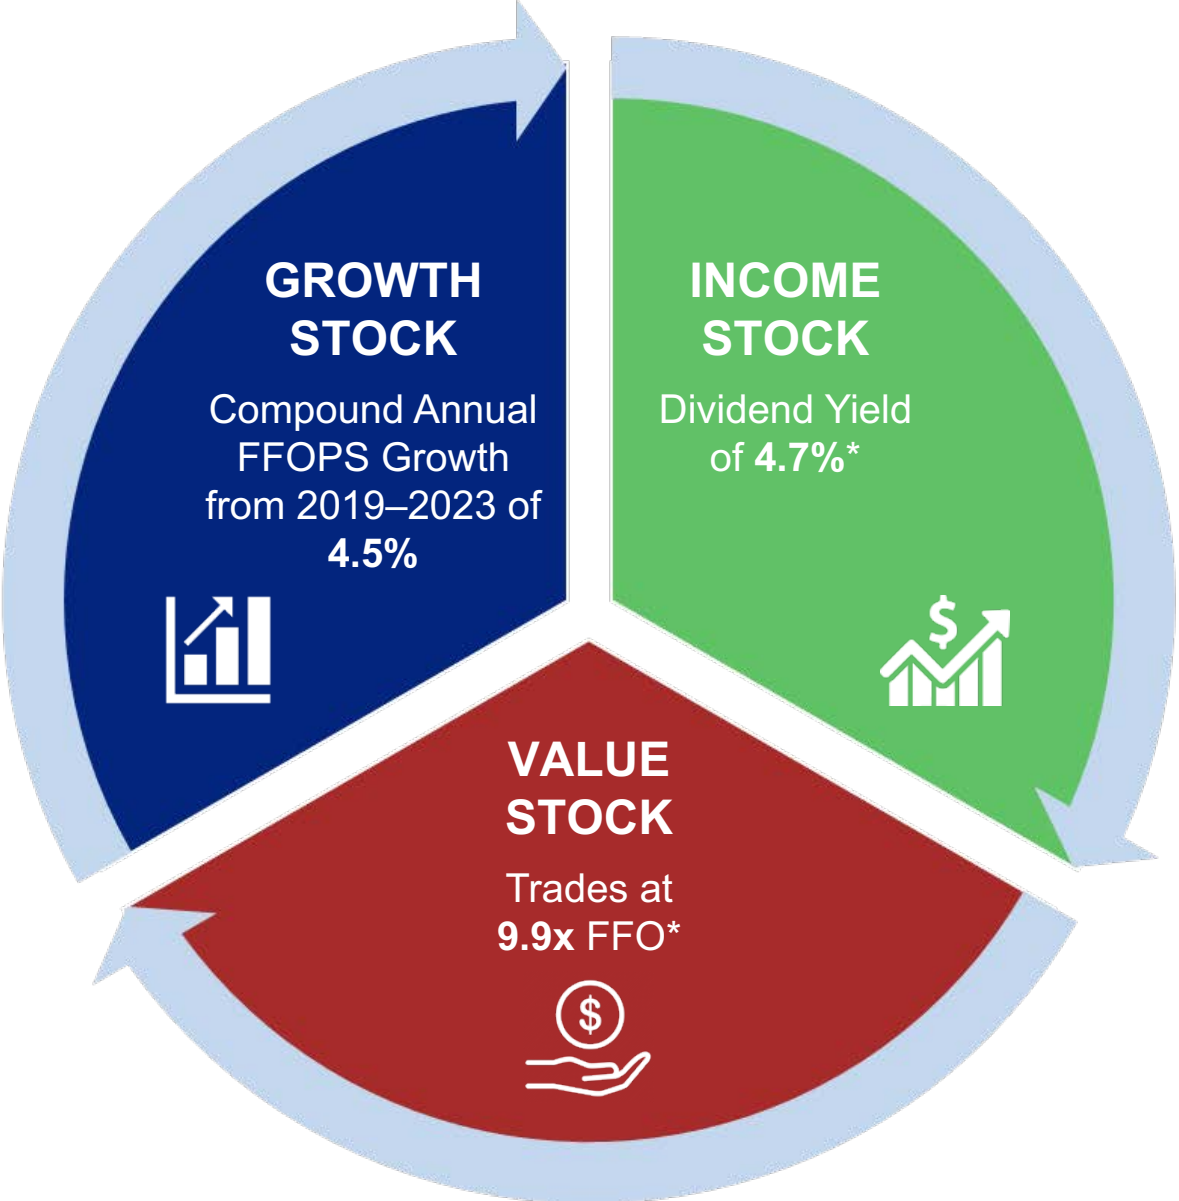 GROWTH
STOCK
Compound Annual
FFOPS Growth
from 2019–2023 of
4.5%
INCOME
STOCK
Dividend Yield
of 4.7%*
$
VALUE
STOCK
Trades at
9.9x FFO*
$